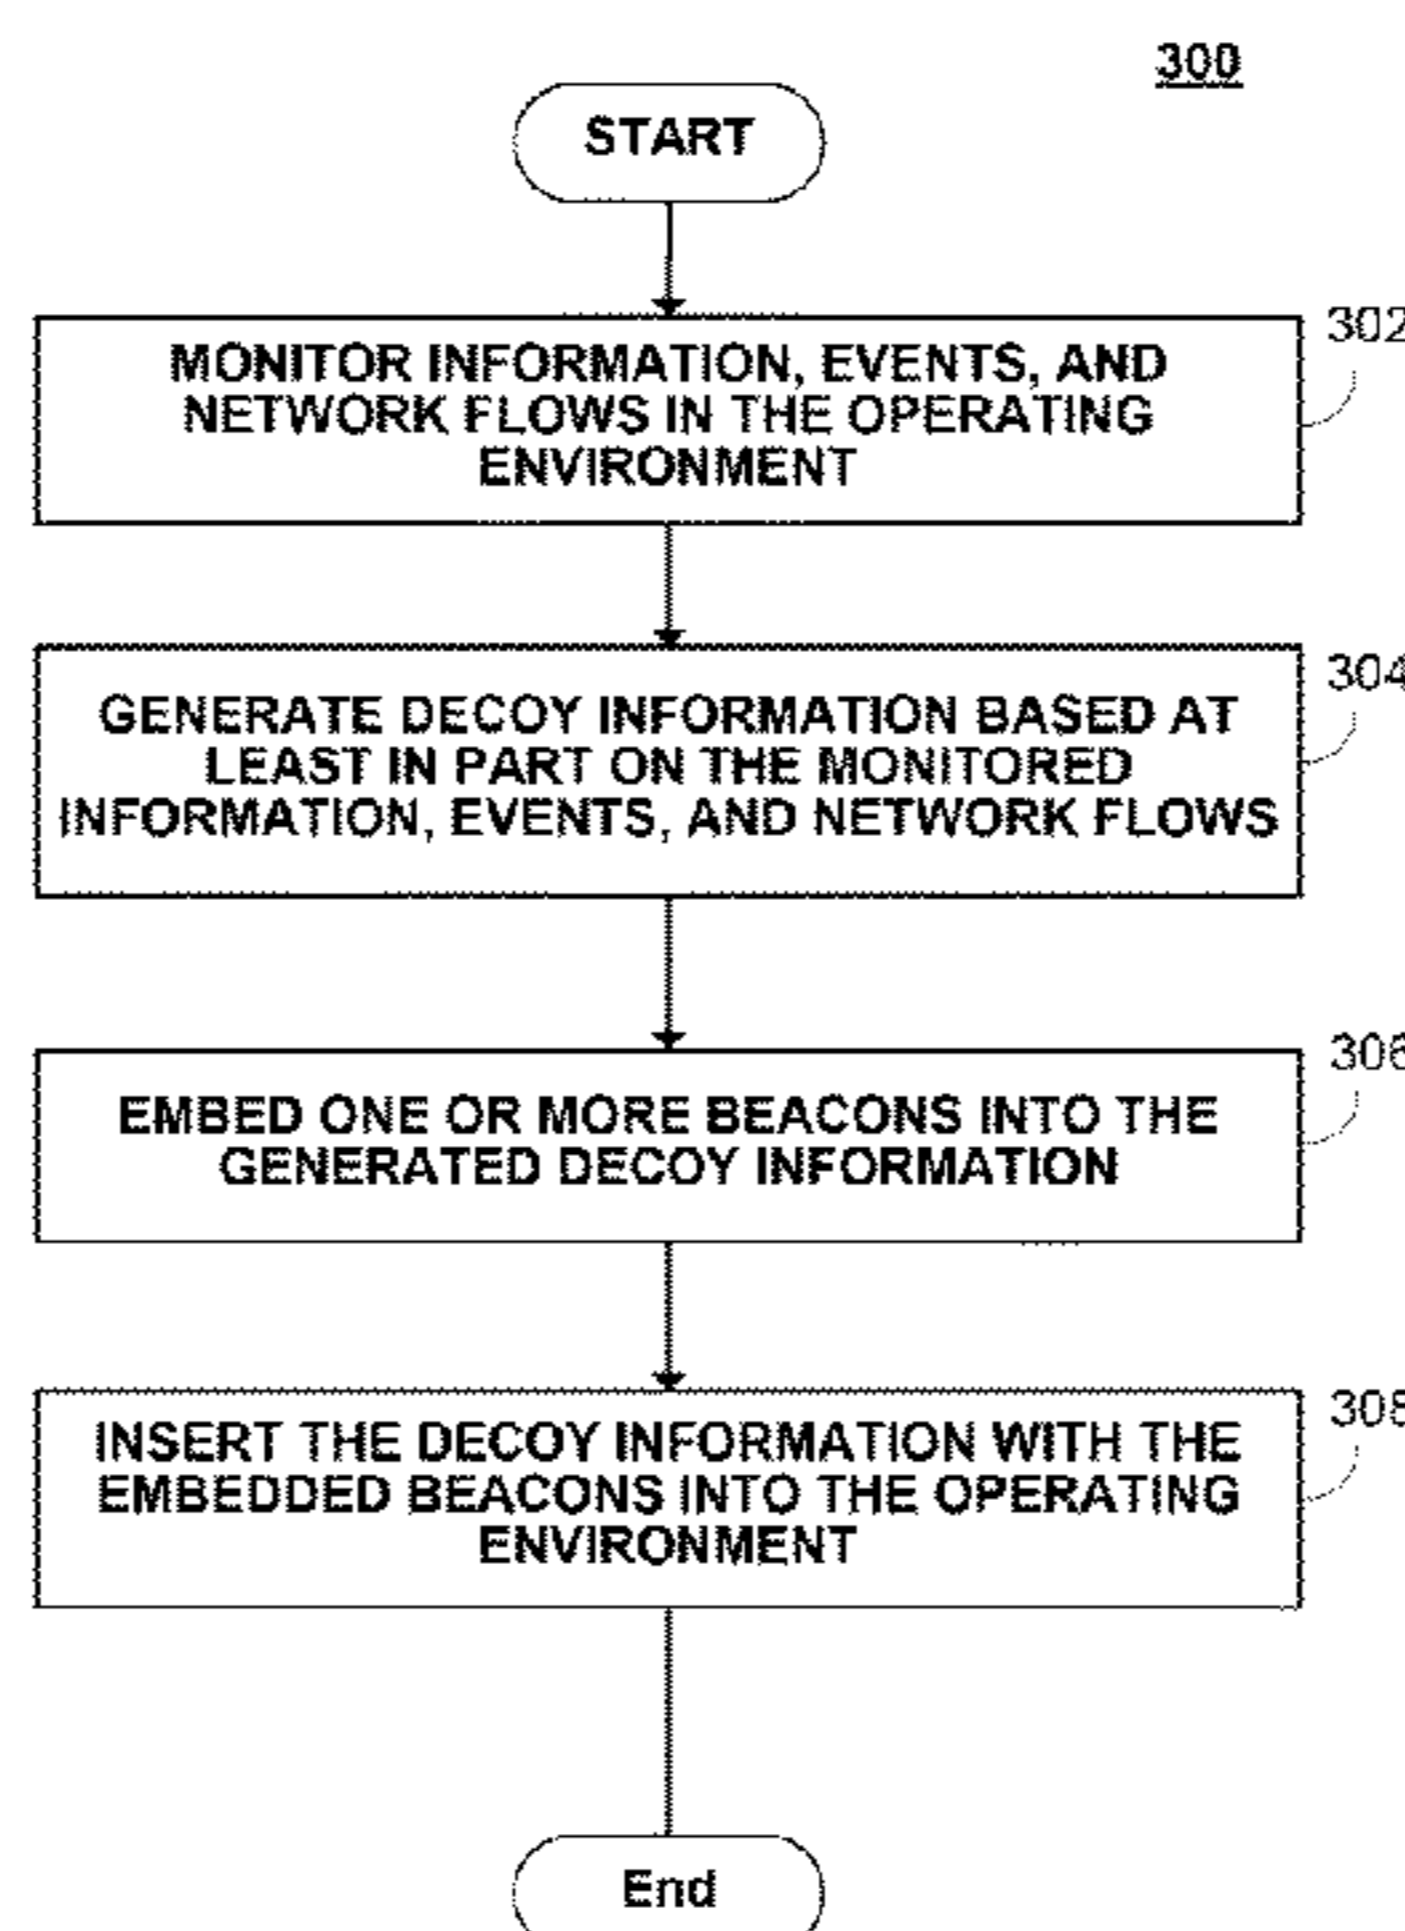 300
START
MONITOR INFORMATION, EVENTS, AND
NETWORK FLOWS IN THE OPERATING
ENVIRONMENT
302
GENERATE DECOY INFORMATION BASED AT
LEAST IN PART ON THE MONITORED
INFORMATION, EVENTS, AND NETWORK FLOWS
304
EMBED ONE OR MORE BEACONS INTO THE
GENERATED DECOY INFORMATION
306
INSERT THE DECOY INFORMATION WITH THE
EMBEDDED BEACONS INTO THE OPERATING
ENVIRONMENT
308
End